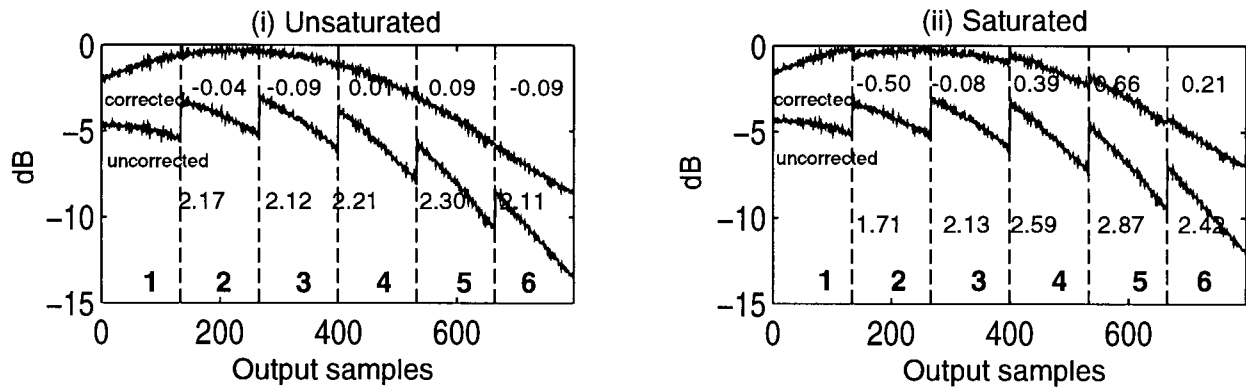 (i) Unsaturated
0
-0.04 -0.09 0.01 0.09 -0.09
corrected
−5
uncorrected
dB
2.17 2.12 2.21 2.30 2.11
−10
1 2 3 4 5 6
−15
0 200 400 600
Output samples
(ii) Saturated
0
-0.50 -0.08 0.39 0.66 0.21
corrected
−5
uncorrected
dB
−10
1.71 2.13 2.59 2.87 2.42
1 2 3 4 5 6
−15
0 200 400 600
Output samples